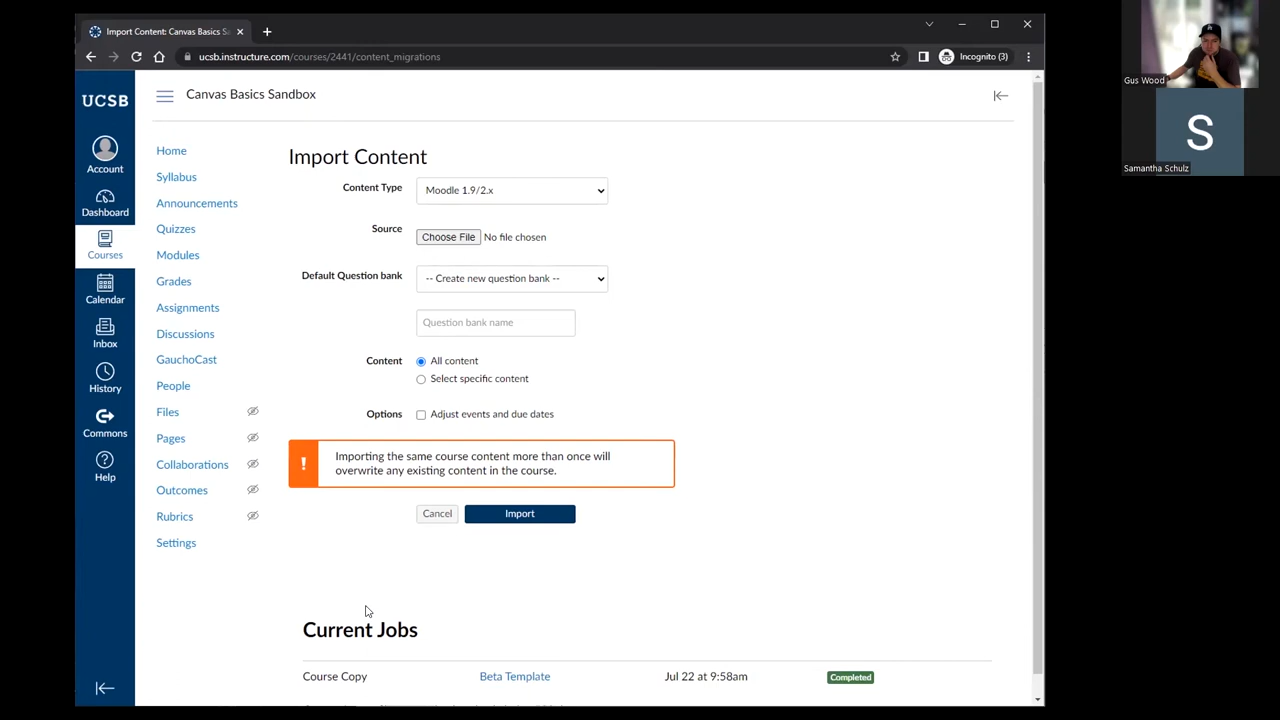 Import Content: Canvas Basics Sa
ucsb.instructure.com/courses/2441/content_migrations
Incognito (3)
Gus Wood
S
Samantha Schulz
UCSB
Account
Dashboard
Courses
Calendar
Inbox
History
Commons
Help
Canvas Basics Sandbox
Home
Syllabus
Announcements
Quizzes
Modules
Grades
Assignments
Discussions
GauchoCast
People
Files
Pages
Collaborations
Outcomes
Rubrics
Settings
Import Content
Content Type
Moodle 1.9/2.x
Source
Choose File No file chosen
Default Question bank
-- Create new question bank --
Question bank name
Content
All content
Select specific content
Options
Adjust events and due dates
!
Importing the same course content more than once will
overwrite any existing content in the course.
Cancel
Import
Current Jobs
Course Copy
Beta Template
Jul 22 at 9:58am
Completed